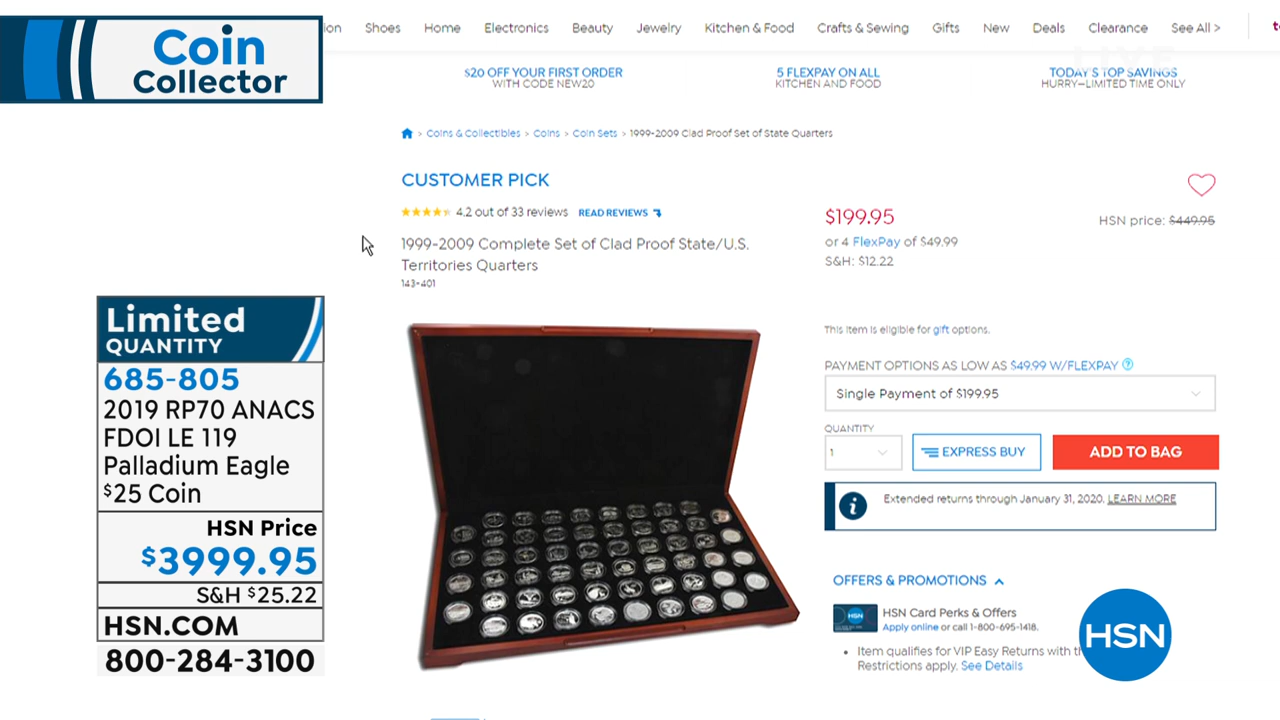 Coin
Collector
ion Shoes Home Electronics Beauty Jewelry Kitchen & Food Crafts & Sewing Gifts New Deals Clearance See All >
LIVE
$20 OFF YOUR FIRST ORDER
WITH CODE NEW20
5 FLEXPAY ON ALL
KITCHEN AND FOOD
TODAY'S TOP SAVINGS
HURRY—LIMITED TIME ONLY
> Coins & Collectibles > Coins > Coin Sets > 1999-2009 Clad Proof Set of State Quarters
CUSTOMER PICK
4.2 out of 33 reviews READ REVIEWS
1999-2009 Complete Set of Clad Proof State/U.S.
Territories Quarters
143-401
$199.95
HSN price: $449.95
or 4 FlexPay of $49.99
S&H: $12.22
This item is eligible for gift options.
PAYMENT OPTIONS AS LOW AS $49.99 W/FLEXPAY ?
Single Payment of $199.95
QUANTITY
1
EXPRESS BUY
ADD TO BAG
i
Extended returns through January 31, 2020. LEARN MORE
OFFERS & PROMOTIONS
HSN
HSN Card Perks & Offers
Apply online or call 1-800-695-1418.
• Item qualifies for VIP Easy Returns with th
Restrictions apply. See Details
HSN
Limited
QUANTITY
685-805
2019 RP70 ANACS
FDOI LE 119
Palladium Eagle
$25 Coin
HSN Price
$3999.95
S&H $25.22
HSN.COM
800-284-3100